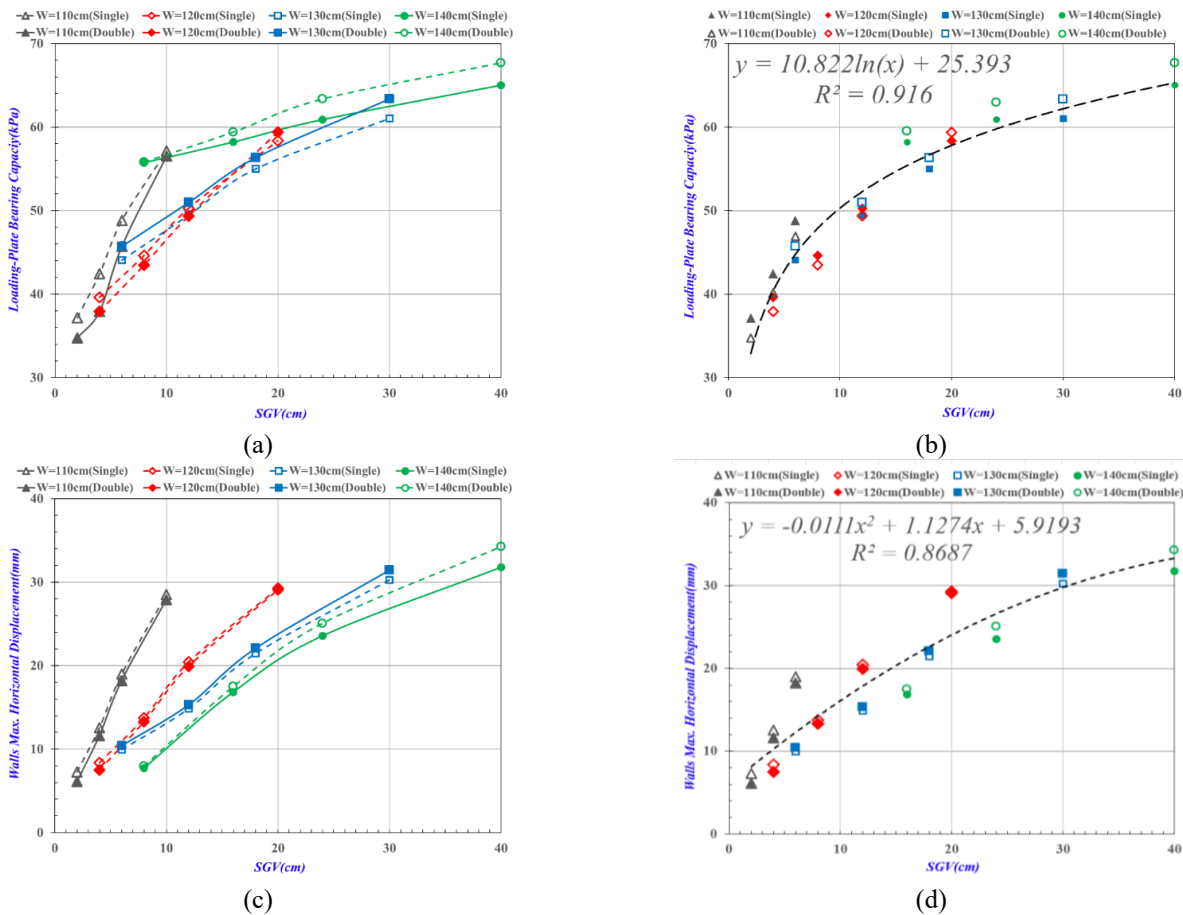 W=110cm(Single) W=120cm(Single) W=130cm(Single) W=140cm(Single)
W=110cm(Double) W=120cm(Double) W=130cm(Double) W=140cm(Double)
70
60
50
40
30
0 10 20 30 40
Loading-Plate Bearing Capaciy(kPa)
SGV(cm)
(a)
W=110cm(Single) W=120cm(Single) W=130cm(Single) W=140cm(Single)
W=110cm(Double) W=120cm(Double) W=130cm(Double) W=140cm(Double)
y = 10.822ln(x) + 25.393
R² = 0.916
70
60
50
40
30
0 10 20 30 40
Loading-Plate Bearing Capaciy(kPa)
SGV(cm)
(b)
W=110cm(Single) W=120cm(Single) W=130cm(Single) W=140cm(Single)
W=110cm(Double) W=120cm(Double) W=130cm(Double) W=140cm(Double)
40
30
20
10
0
0 10 20 30 40
Walls Max. Horizontal Displacement(mm)
SGV(cm)
(c)
W=110cm(Single) W=120cm(Single) W=130cm(Single) W=140cm(Single)
W=110cm(Double) W=120cm(Double) W=130cm(Double) W=140cm(Double)
y = -0.0111x² + 1.1274x + 5.9193
R² = 0.8687
40
30
20
10
0
0 10 20 30 40
Walls Max. Horizontal Displacement(mm)
SGV(cm)
(d)